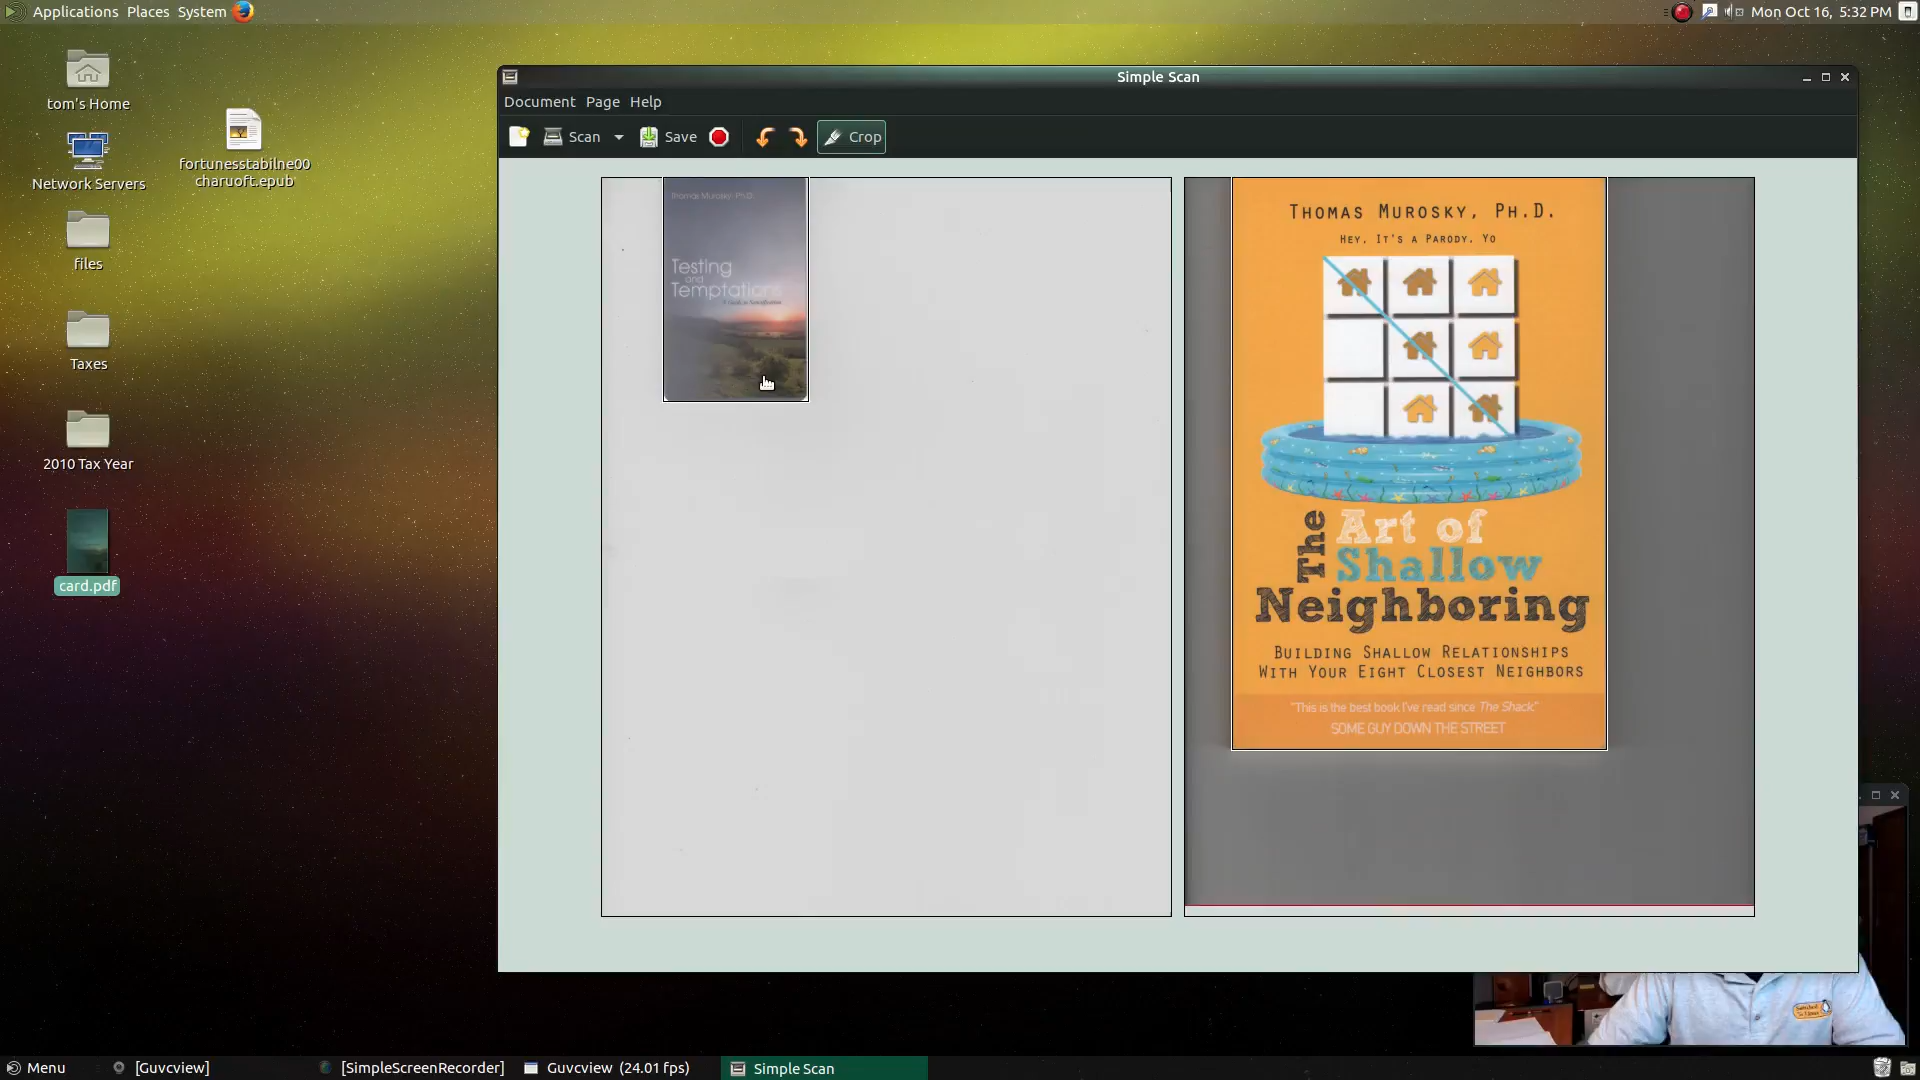 Applications Places System
Mon Oct 16, 5:32 PM
tom's Home
Network Servers
files
Taxes
2010 Tax Year
card.pdf
fortunesstabilne00
charuoft.epub
Simple Scan
Document Page Help
Scan Save Crop
Thomas Murosky, Ph.D.
Testing
and
Temptations
Thomas Murosky, Ph.D.
Hey, It's a Parody, Yo
The Art of
Shallow
Neighboring
Building Shallow Relationships
With Your Eight Closest Neighbors
"This is the best book I've read since The Shack"
SOME GUY DOWN THE STREET
Menu [Guvcview] [SimpleScreenRecorder] Guvcview (24.01 fps) Simple Scan